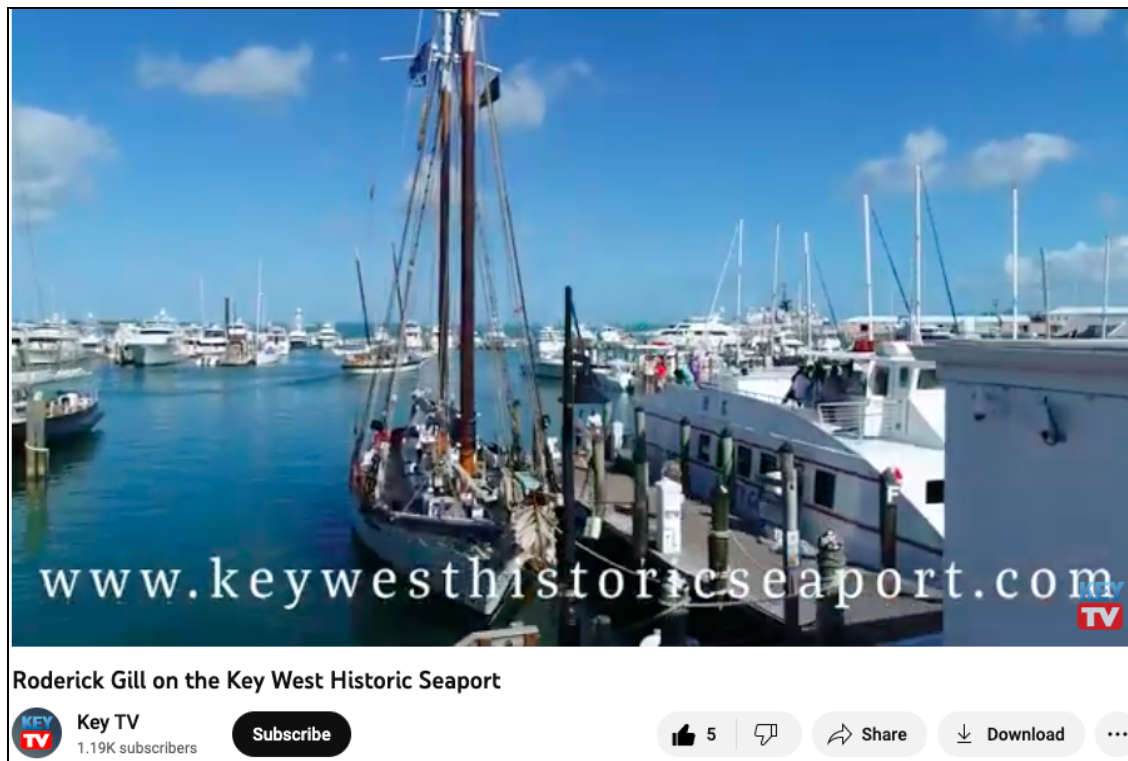 www.keywesthistoricseaport.com
KEY
TV
Roderick Gill on the Key West Historic Seaport
KEY
TV
Key TV
1.19K subscribers
Subscribe
5
Share
Download